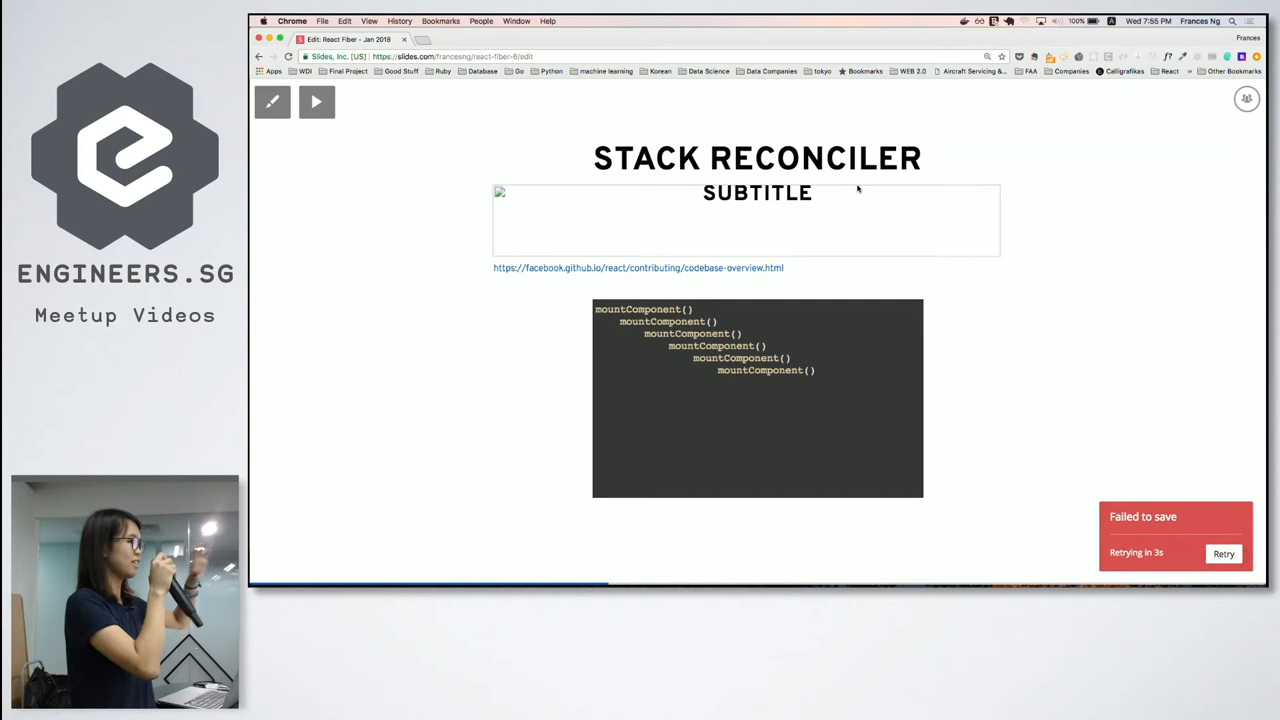 Chrome File Edit View History Bookmarks People Window Help
100% Wed 7:55 PM Frances Ng
Edit: React Fiber - Jan 2018
Frances
Slides, Inc. [US] https://slides.com/francesng/react-fiber-6/edit
Apps WDI Final Project Good Stuff Ruby Database Go Python machine learning Korean Data Science Data Companies tokyo Bookmarks WEB 2.0 Aircraft Servicing &... FAA Companies Calligrafikas React Other Bookmarks
STACK RECONCILER
SUBTITLE
https://facebook.github.io/react/contributing/codebase-overview.html
mountComponent()
mountComponent()
mountComponent()
mountComponent()
mountComponent()
mountComponent()
Failed to save
Retrying in 3s
Retry
ENGINEERS.SG
Meetup Videos